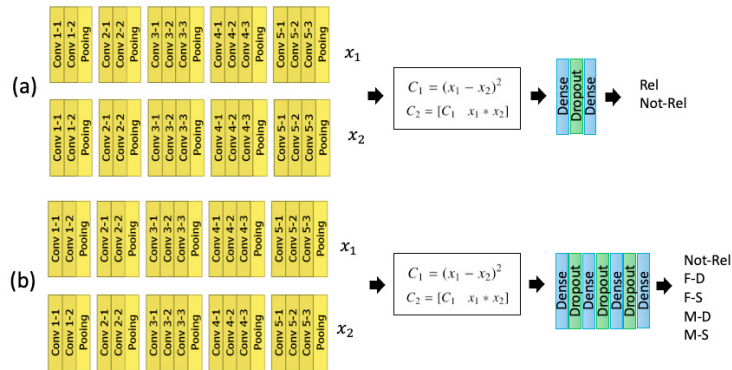 (a)
Conv 1-1 Conv 1-2 Pooing Conv 2-1 Conv 2-2 Pooing Conv 3-1 Conv 3-2 Conv 3-3 Pooing Conv 4-1 Conv 4-2 Conv 4-3 Pooing Conv 5-1 Conv 5-2 Conv 5-3 Pooing
x₁
Conv 1-1 Conv 1-2 Pooing Conv 2-1 Conv 2-2 Pooing Conv 3-1 Conv 3-2 Conv 3-3 Pooing Conv 4-1 Conv 4-2 Conv 4-3 Pooing Conv 5-1 Conv 5-2 Conv 5-3 Pooing
x₂
C₁ = (x₁ − x₂)²
C₂ = [C₁ x₁ * x₂]
Dense Dropout Dense
Rel
Not-Rel
(b)
Conv 1-1 Conv 1-2 Pooing Conv 2-1 Conv 2-2 Pooing Conv 3-1 Conv 3-2 Conv 3-3 Pooing Conv 4-1 Conv 4-2 Conv 4-3 Pooing Conv 5-1 Conv 5-2 Conv 5-3 Pooing
x₁
Conv 1-1 Conv 1-2 Pooing Conv 2-1 Conv 2-2 Pooing Conv 3-1 Conv 3-2 Conv 3-3 Pooing Conv 4-1 Conv 4-2 Conv 4-3 Pooing Conv 5-1 Conv 5-2 Conv 5-3 Pooing
x₂
C₁ = (x₁ − x₂)²
C₂ = [C₁ x₁ * x₂]
Dense Dropout Dense Dropout Dense Dropout Dense
Not-Rel
F-D
F-S
M-D
M-S